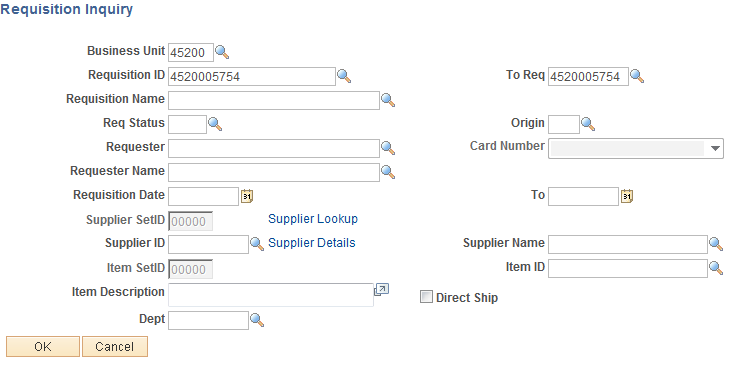 Requisition Inquiry
Business Unit 45200
Requisition ID 4520005754 To Req 4520005754
Requisition Name
Req Status Origin
Requester Card Number
Requester Name
Requisition Date 31 To 31
Supplier SetID 00000 Supplier Lookup
Supplier ID Supplier Details Supplier Name
Item SetID 00000 Item ID
Item Description Direct Ship
Dept
OK Cancel